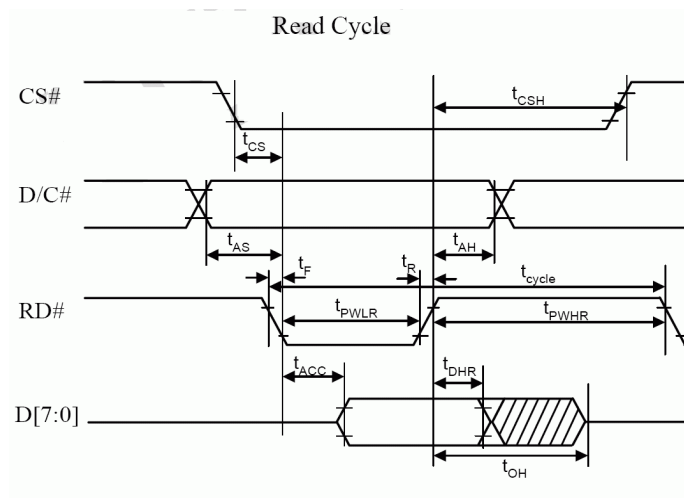 Read Cycle
CS#
tCSH
tCS
D/C#
tAS
tAH
tF
tR
tcycle
RD#
tPWLR
tPWHR
tACC
tDHR
D[7:0]
tOH